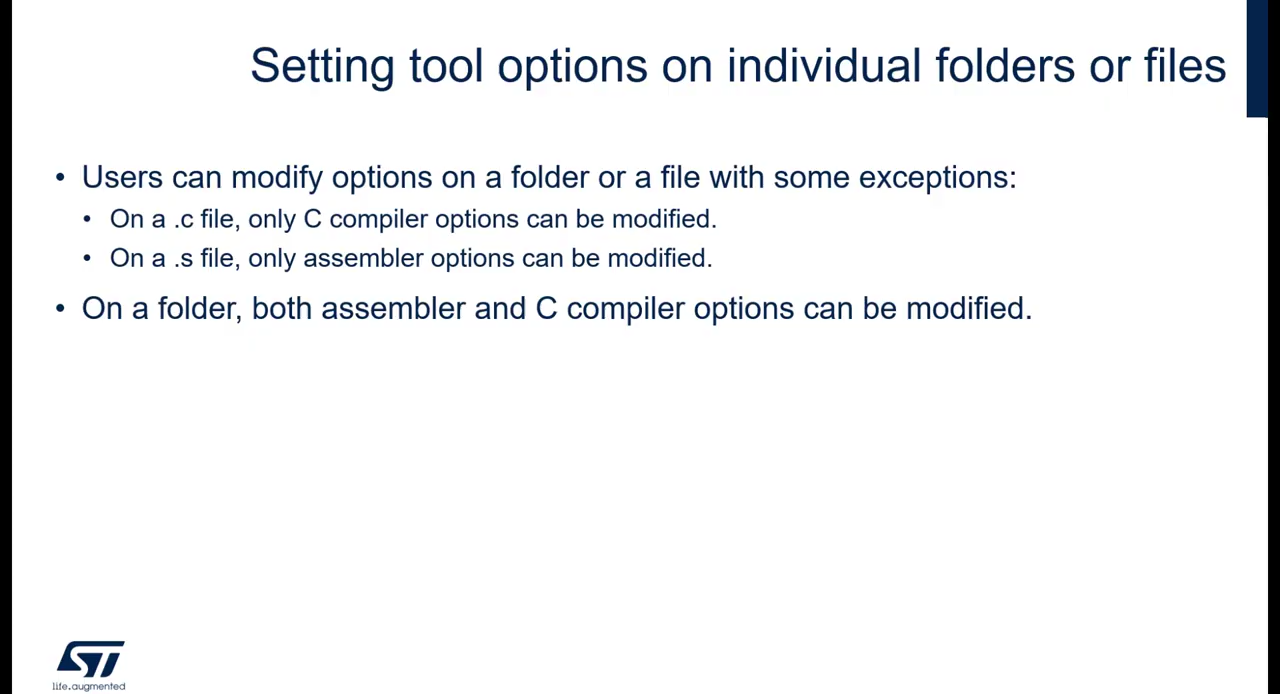 Setting tool options on individual folders or files
• Users can modify options on a folder or a file with some exceptions:
• On a .c file, only C compiler options can be modified.
• On a .s file, only assembler options can be modified.
• On a folder, both assembler and C compiler options can be modified.
ST
life.augmented